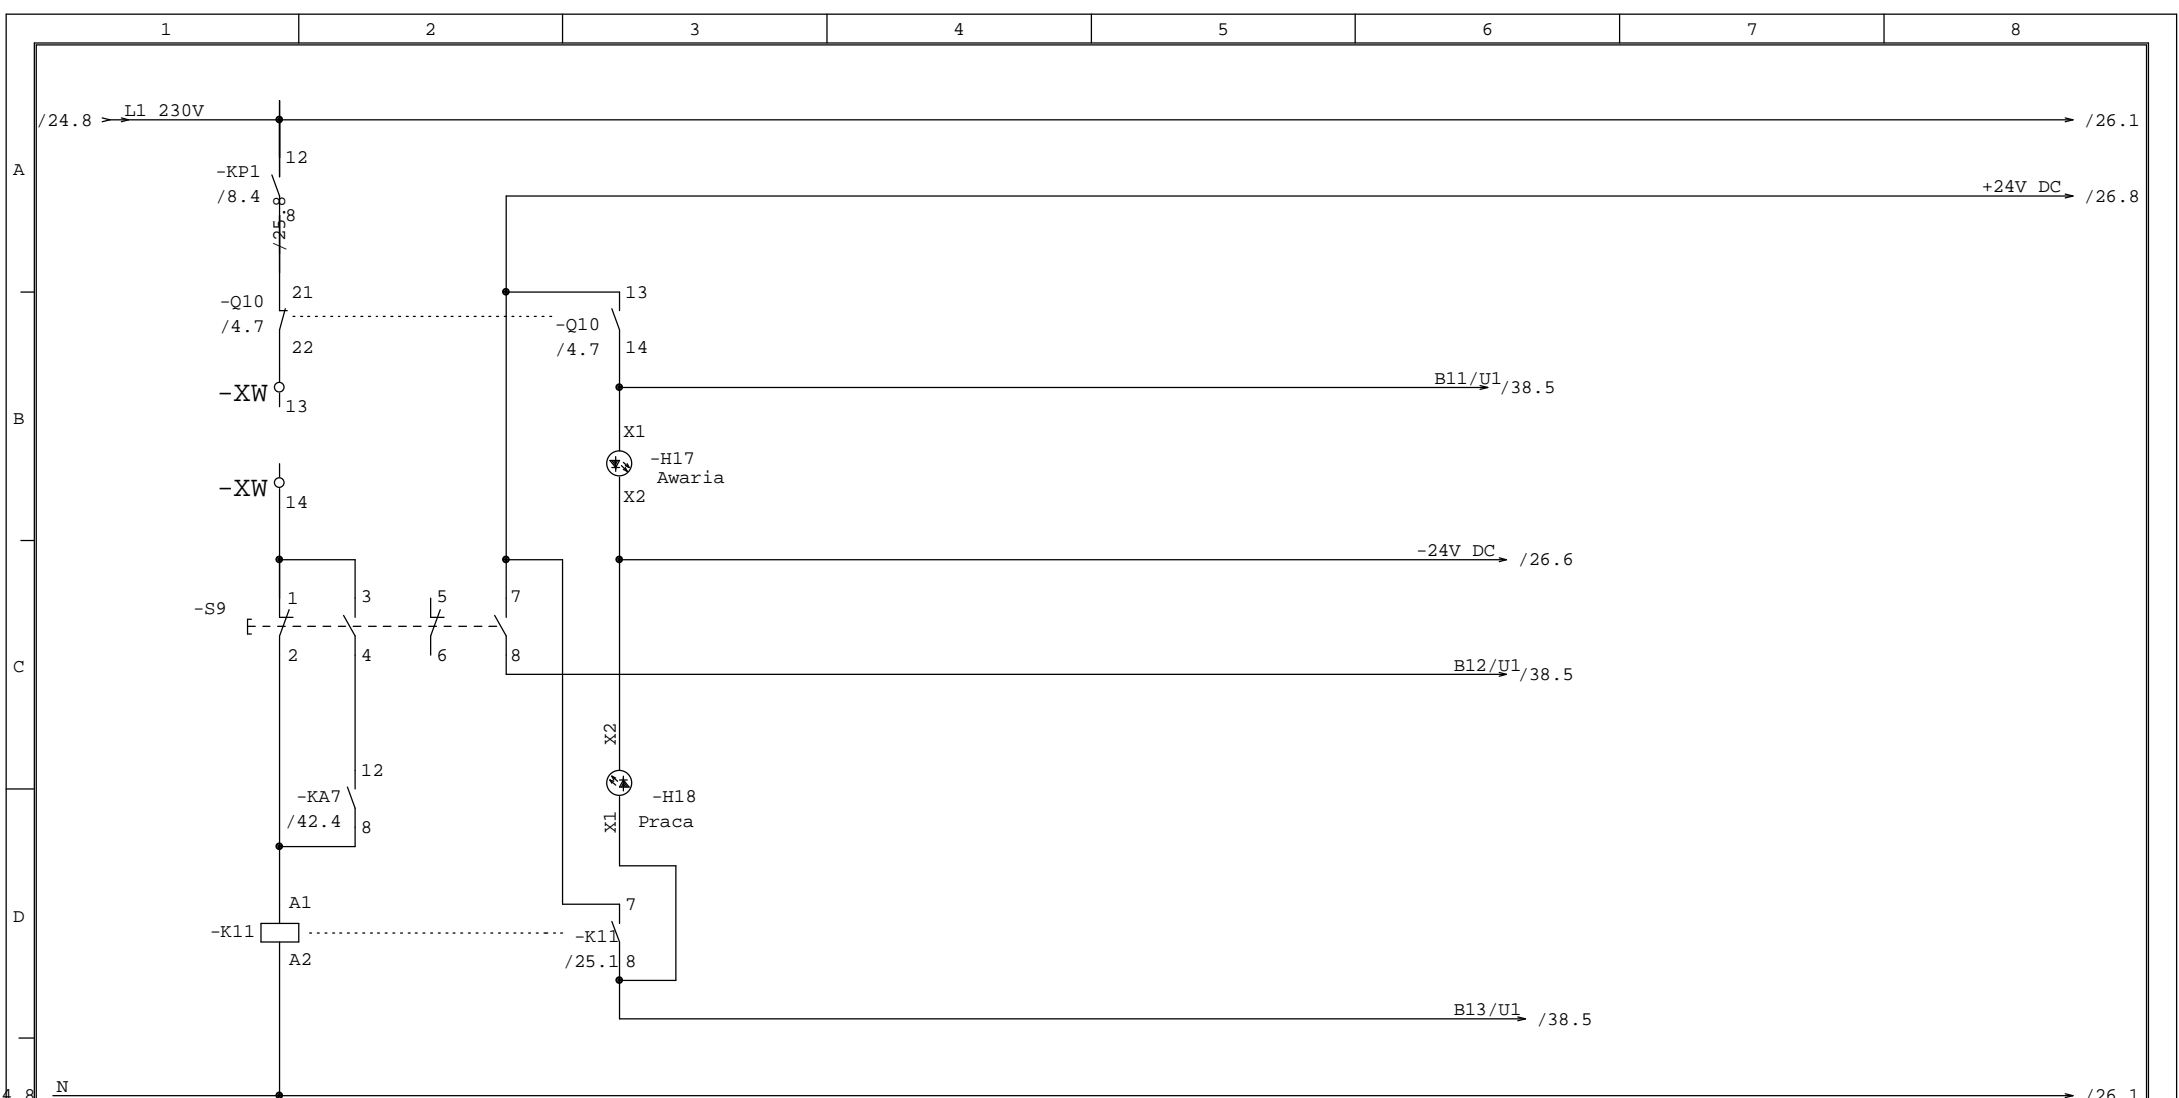 1 2 3 4 5 6 7 8
L1 230V
/24.8
/26.1
12
A
-KP1
+24V DC
/8.4
/26.8
8
/25.8
21
13
-Q10
/4.7
-Q10
22
14
/4.7
B11/U1
/38.5
-XW
13
B
X1
-H17
Awaria
-XW
X2
14
-24V DC
/26.6
1
3
5
7
-S9
2
4
6
8
B12/U1
/38.5
C
X2
12
-KA7
-H18
/42.4
8
X1
Praca
A1
7
D
-K11
-K11
A2
/25.1
8
B13/U1
/38.5
N
/26.1